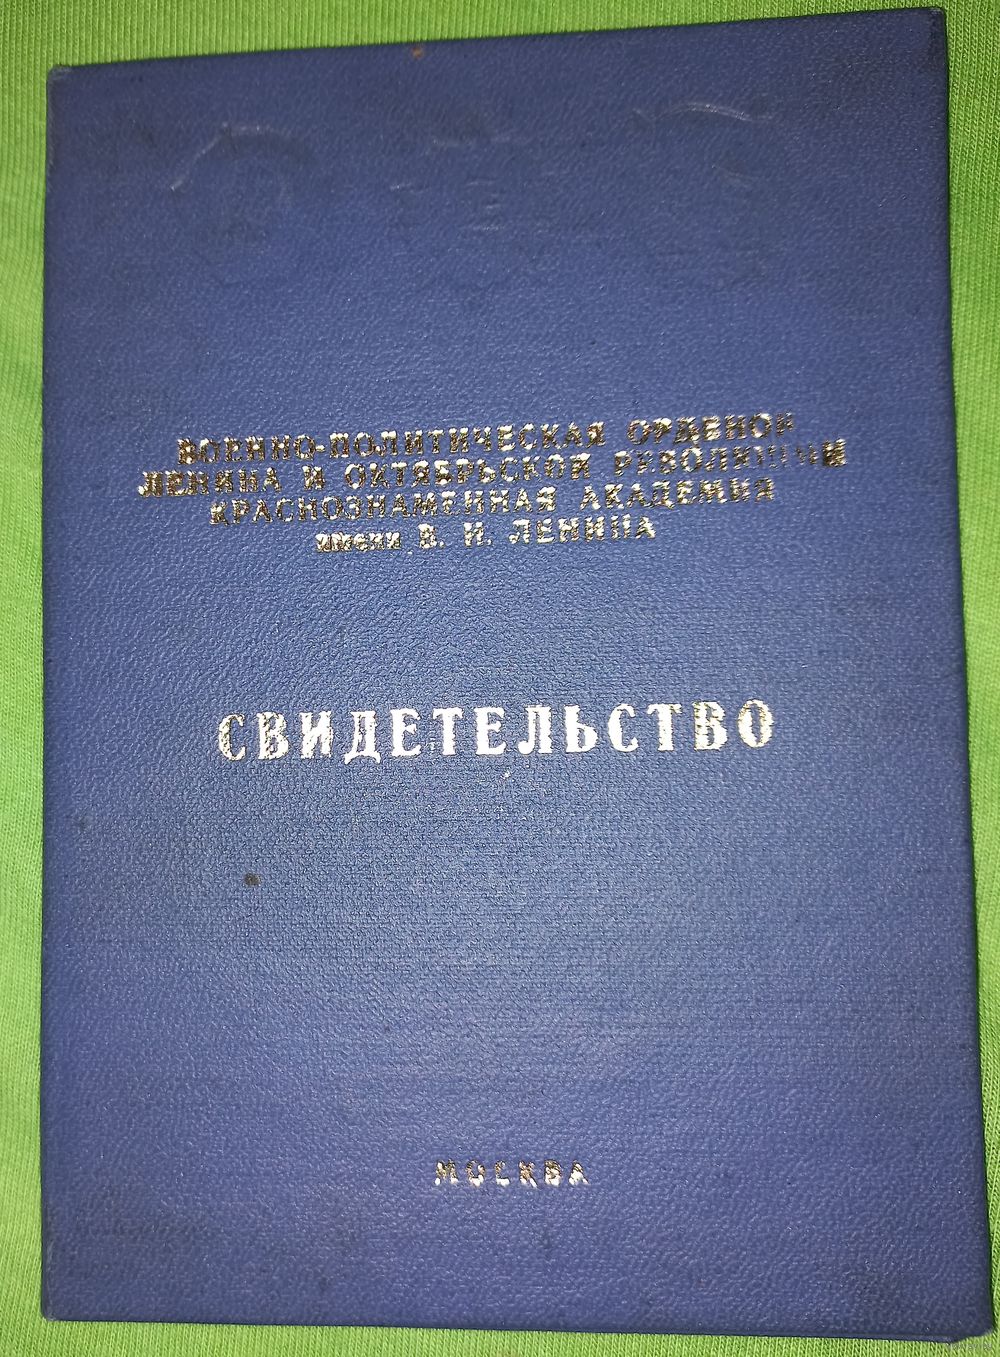 ВОЕННО-ПОЛИТИЧЕСКАЯ ОРДЕНОВ
ЛЕНИНА И ОКТЯБРЬСКОЙ РЕВОЛЮЦИИ
КРАСНОЗНАМЕННАЯ АКАДЕМИЯ
имени В. И. ЛЕНИНА
СВИДЕТЕЛЬСТВО
МОСКВА